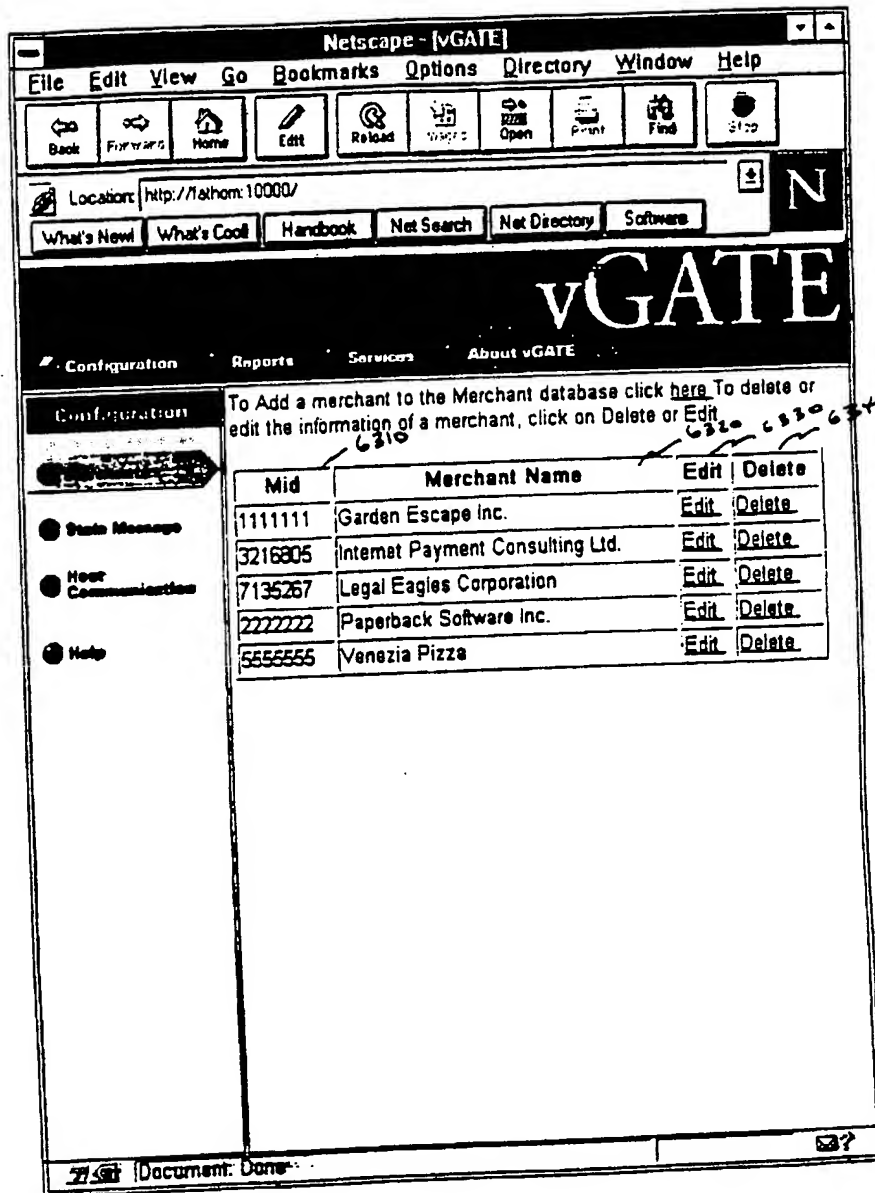 Netscape - [vGATE]
File Edit View Go Bookmarks Options Directory Window Help
Back Forward Home Edit Reload Images Open Print Find Stop
Location: http://fathom:10000/
N
What's New! What's Cool! Handbook Net Search Net Directory Software
vGATE
Configuration Reports Services About vGATE
Configuration
To Add a merchant to the Merchant database click here To delete or
edit the information of a merchant, click on Delete or Edit
6310 6320 6330
Mid Merchant Name Edit Delete
1111111 Garden Escape Inc. Edit Delete
3216805 Internet Payment Consulting Ltd. Edit Delete
7135267 Legal Eagles Corporation Edit Delete
2222222 Paperback Software Inc. Edit Delete
5555555 Venezia Pizza Edit Delete
Message
Host
Communication
Help
Document: Done